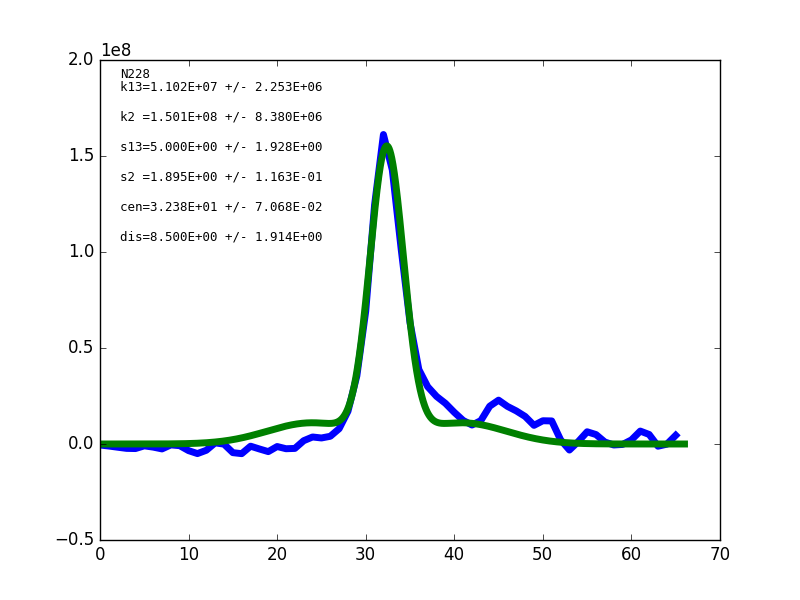 1e8
N228
k13=1.102E+07 +/- 2.253E+06
k2 =1.501E+08 +/- 8.380E+06
s13=5.000E+00 +/- 1.928E+00
s2 =1.895E+00 +/- 1.163E-01
cen=3.238E+01 +/- 7.068E-02
dis=8.500E+00 +/- 1.914E+00
2.0
1.5
1.0
0.5
0.0
−0.5
0 10 20 30 40 50 60 70